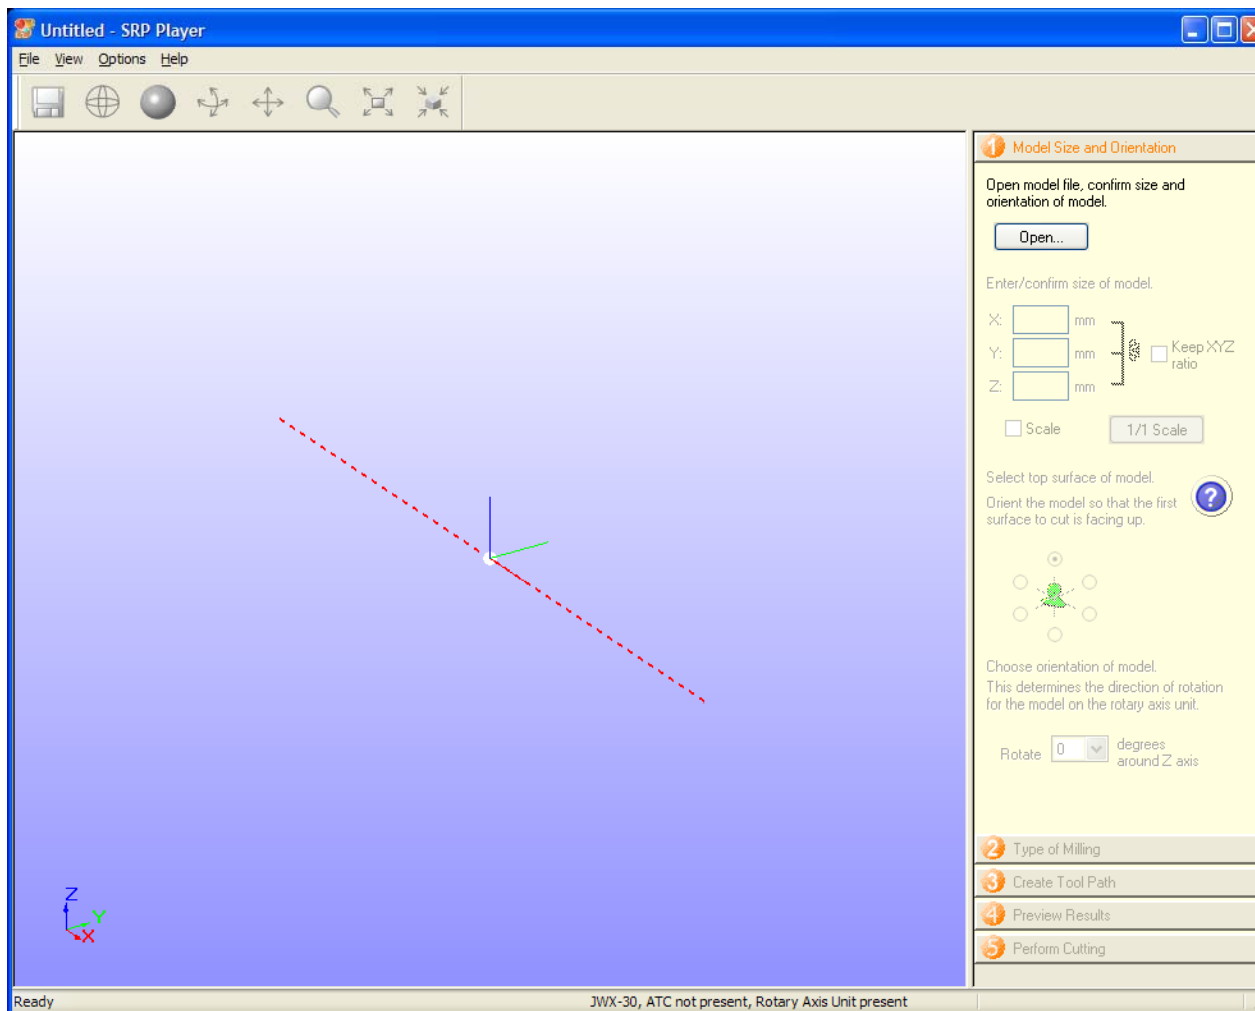 Untitled - SRP Player
File View Options Help
1 Model Size and Orientation
Open model file, confirm size and
orientation of model.
Open...
Enter/confirm size of model.
X: mm
Y: mm
Z: mm
Keep XYZ
ratio
Scale
1/1 Scale
Select top surface of model.
Orient the model so that the first
surface to cut is facing up.
?
Choose orientation of model.
This determines the direction of rotation
for the model on the rotary axis unit.
Rotate 0 degrees
around Z axis
2 Type of Milling
3 Create Tool Path
4 Preview Results
5 Perform Cutting
Z
Y
X
Ready
JWX-30, ATC not present, Rotary Axis Unit present